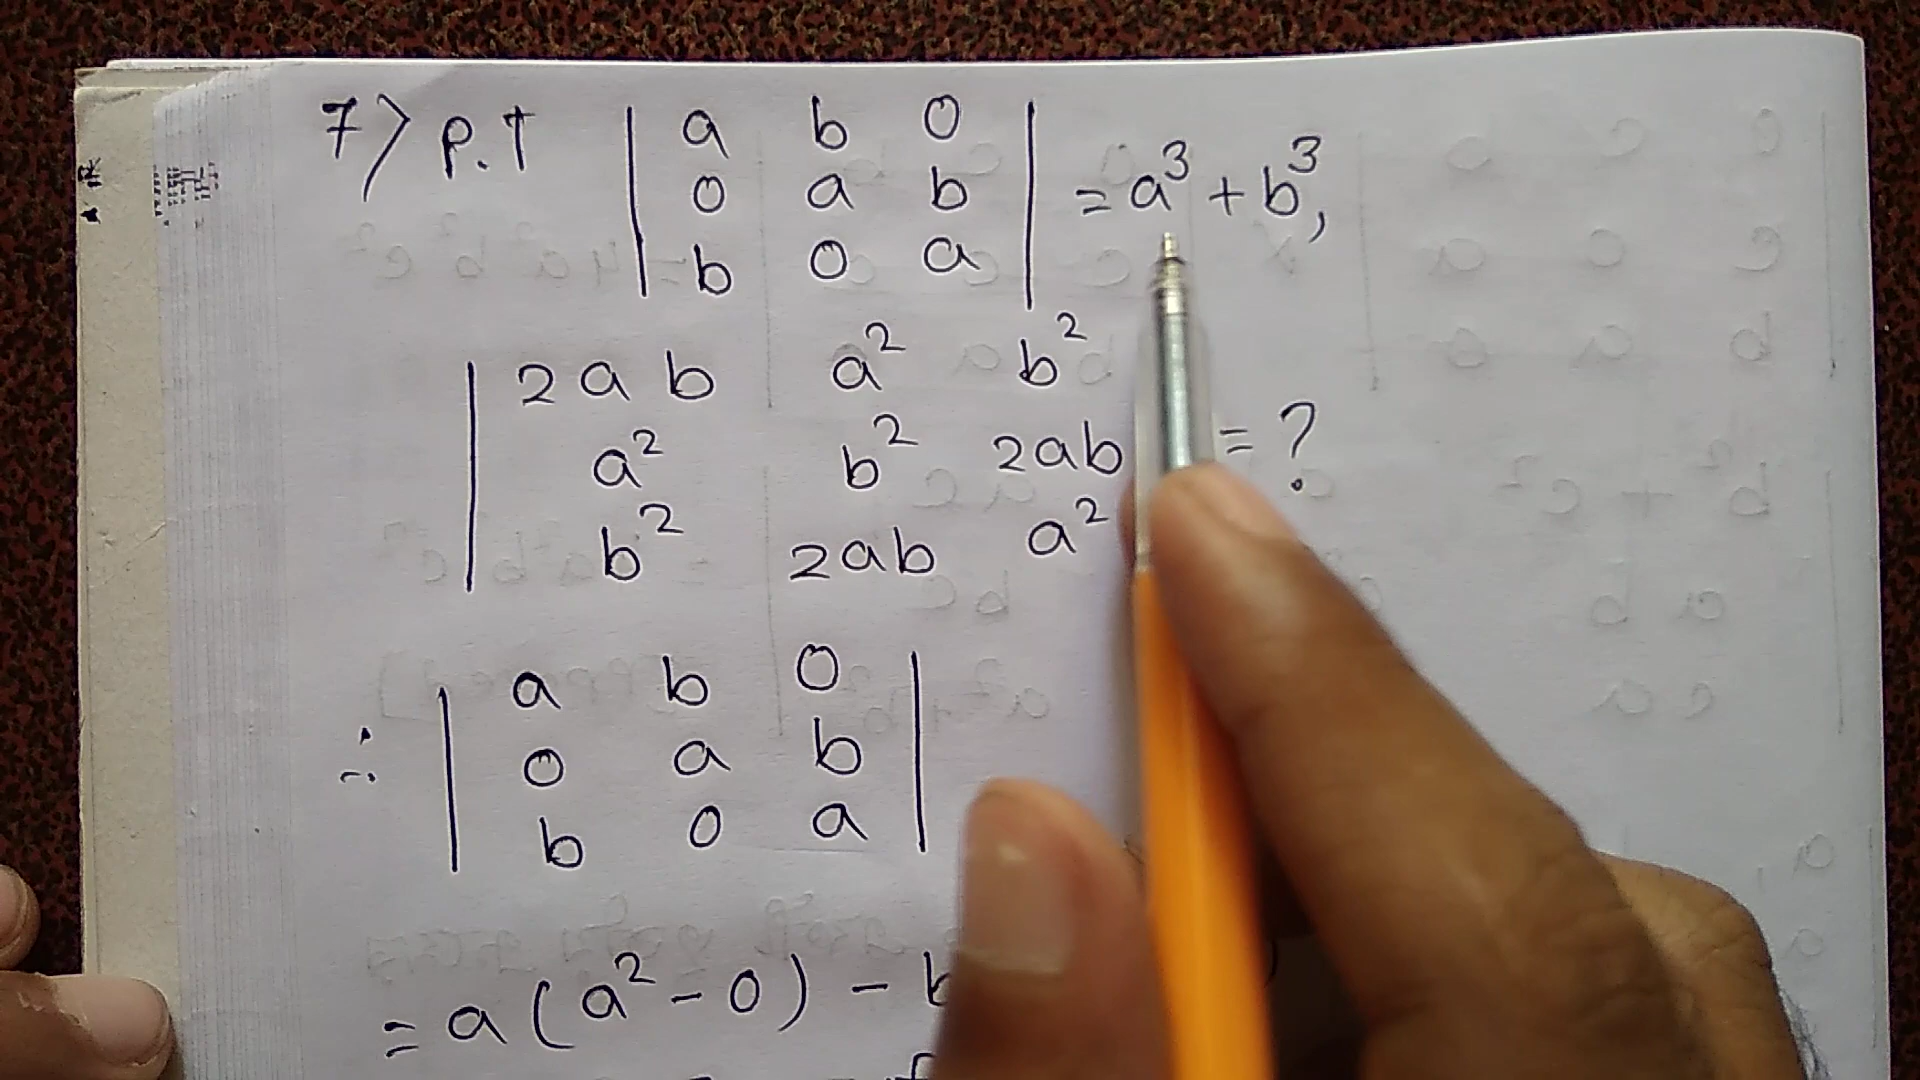 7) P.T | a b 0 |
| 0 a b | = a³ + b³,
| b 0 a |
| 2ab a² b²
| a² b² 2ab = ?
| b² 2ab a²
| a b 0 |
∴ | 0 a b |
| b 0 a |
= a (a² - 0) - b